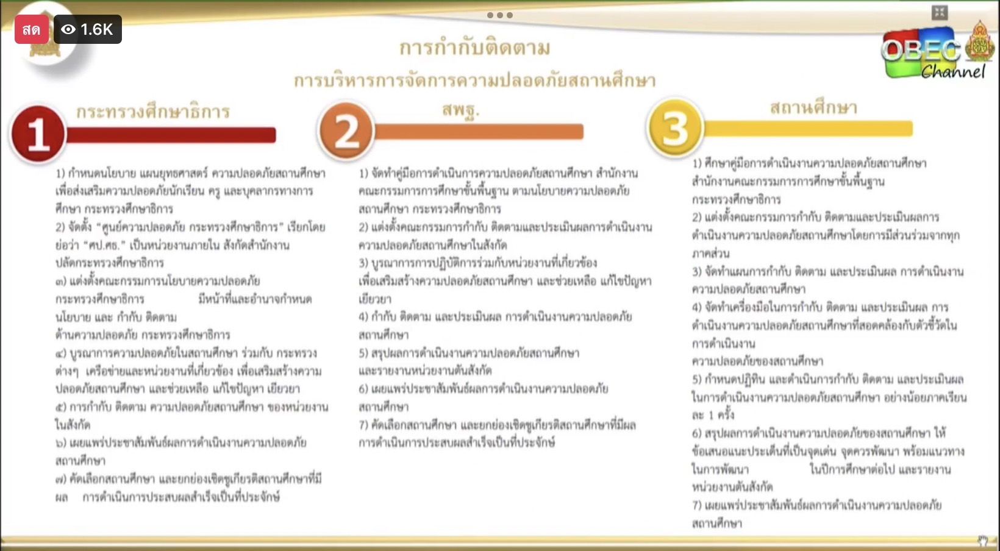 สด 1.6K
OBEC
Channel
การกำกับติดตาม
การบริหารการจัดการความปลอดภัยสถานศึกษา
1 กระทรวงศึกษาธิการ
1) กำหนดนโยบาย แผนยุทธศาสตร์ ความปลอดภัยสถานศึกษา
เพื่อส่งเสริมความปลอดภัยนักเรียน ครู และบุคลากรทางการ
ศึกษา กระทรวงศึกษาธิการ
2) จัดตั้ง “ศูนย์ความปลอดภัย กระทรวงศึกษาธิการ” เรียกโดย
ย่อว่า “ศป.ศธ.” เป็นหน่วยงานภายใน สังกัดสำนักงาน
ปลัดกระทรวงศึกษาธิการ
๓) แต่งตั้งคณะกรรมการนโยบายความปลอดภัย
กระทรวงศึกษาธิการ มีหน้าที่และอำนาจกำหนด
นโยบาย และ กำกับ ติดตาม
ด้านความปลอดภัย กระทรวงศึกษาธิการ
๔) บูรณาการความปลอดภัยในสถานศึกษา ร่วมกับ กระทรวง
ต่างๆ เครือข่ายและหน่วยงานที่เกี่ยวข้อง เพื่อเสริมสร้างความ
ปลอดภัยสถานศึกษา และช่วยเหลือ แก้ไขปัญหา เยียวยา
๕) การกำกับ ติดตาม ความปลอดภัยสถานศึกษา ของหน่วยงาน
ในสังกัด
๖) เผยแพร่ประชาสัมพันธ์ผลการดำเนินงานความปลอดภัย
สถานศึกษา
๗) คัดเลือกสถานศึกษา และยกย่องเชิดชูเกียรติสถานศึกษาที่มี
ผล การดำเนินการประสบผลสำเร็จเป็นที่ประจักษ์
2 สพฐ.
1) จัดทำคู่มือการดำเนินการความปลอดภัยสถานศึกษา สำนักงาน
คณะกรรมการการศึกษาขั้นพื้นฐาน ตามนโยบายความปลอดภัย
สถานศึกษา กระทรวงศึกษาธิการ
2) แต่งตั้งคณะกรรมการกำกับ ติดตามและประเมินผลการดำเนินงาน
ความปลอดภัยสถานศึกษาในสังกัด
3) บูรณาการการปฏิบัติการร่วมกับหน่วยงานที่เกี่ยวข้อง
เพื่อเสริมสร้างความปลอดภัยสถานศึกษา และช่วยเหลือ แก้ไขปัญหา
เยียวยา
4) กำกับ ติดตาม และประเมินผล การดำเนินงานความปลอดภัย
สถานศึกษา
5) สรุปผลการดำเนินงานความปลอดภัยสถานศึกษา
และรายงานหน่วยงานต้นสังกัด
6) เผยแพร่ประชาสัมพันธ์ผลการดำเนินงานความปลอดภัย
สถานศึกษา
7) คัดเลือกสถานศึกษา และยกย่องเชิดชูเกียรติสถานศึกษาที่มีผล
การดำเนินการประสบผลสำเร็จเป็นที่ประจักษ์
3 สถานศึกษา
1) ศึกษาคู่มือการดำเนินงานความปลอดภัยสถานศึกษา
สำนักงานคณะกรรมการการศึกษาขั้นพื้นฐาน
กระทรวงศึกษาธิการ
2) แต่งตั้งคณะกรรมการกำกับ ติดตามและประเมินผลการ
ดำเนินงานความปลอดภัยสถานศึกษาโดยการมีส่วนร่วมจากทุก
ภาคส่วน
3) จัดทำแผนการกำกับ ติดตาม และประเมินผล การดำเนินงาน
ความปลอดภัยสถานศึกษา
4) จัดทำเครื่องมือในการกำกับ ติดตาม และประเมินผล การ
ดำเนินงานความปลอดภัยสถานศึกษาที่สอดคล้องกับตัวชี้วัดใน
การดำเนินงาน
ความปลอดภัยของสถานศึกษา
5) กำหนดปฏิทิน และดำเนินการกำกับ ติดตาม และประเมินผล
ในการดำเนินงานความปลอดภัยสถานศึกษา อย่างน้อยภาคเรียน
ละ 1 ครั้ง
6) สรุปผลการดำเนินงานความปลอดภัยของสถานศึกษา ให้
ข้อเสนอแนะประเด็นที่เป็นจุดเด่น จุดควรพัฒนา พร้อมแนวทาง
ในการพัฒนา ในปีการศึกษาต่อไป และรายงาน
หน่วยงานต้นสังกัด
7) เผยแพร่ประชาสัมพันธ์ผลการดำเนินงานความปลอดภัย
สถานศึกษา